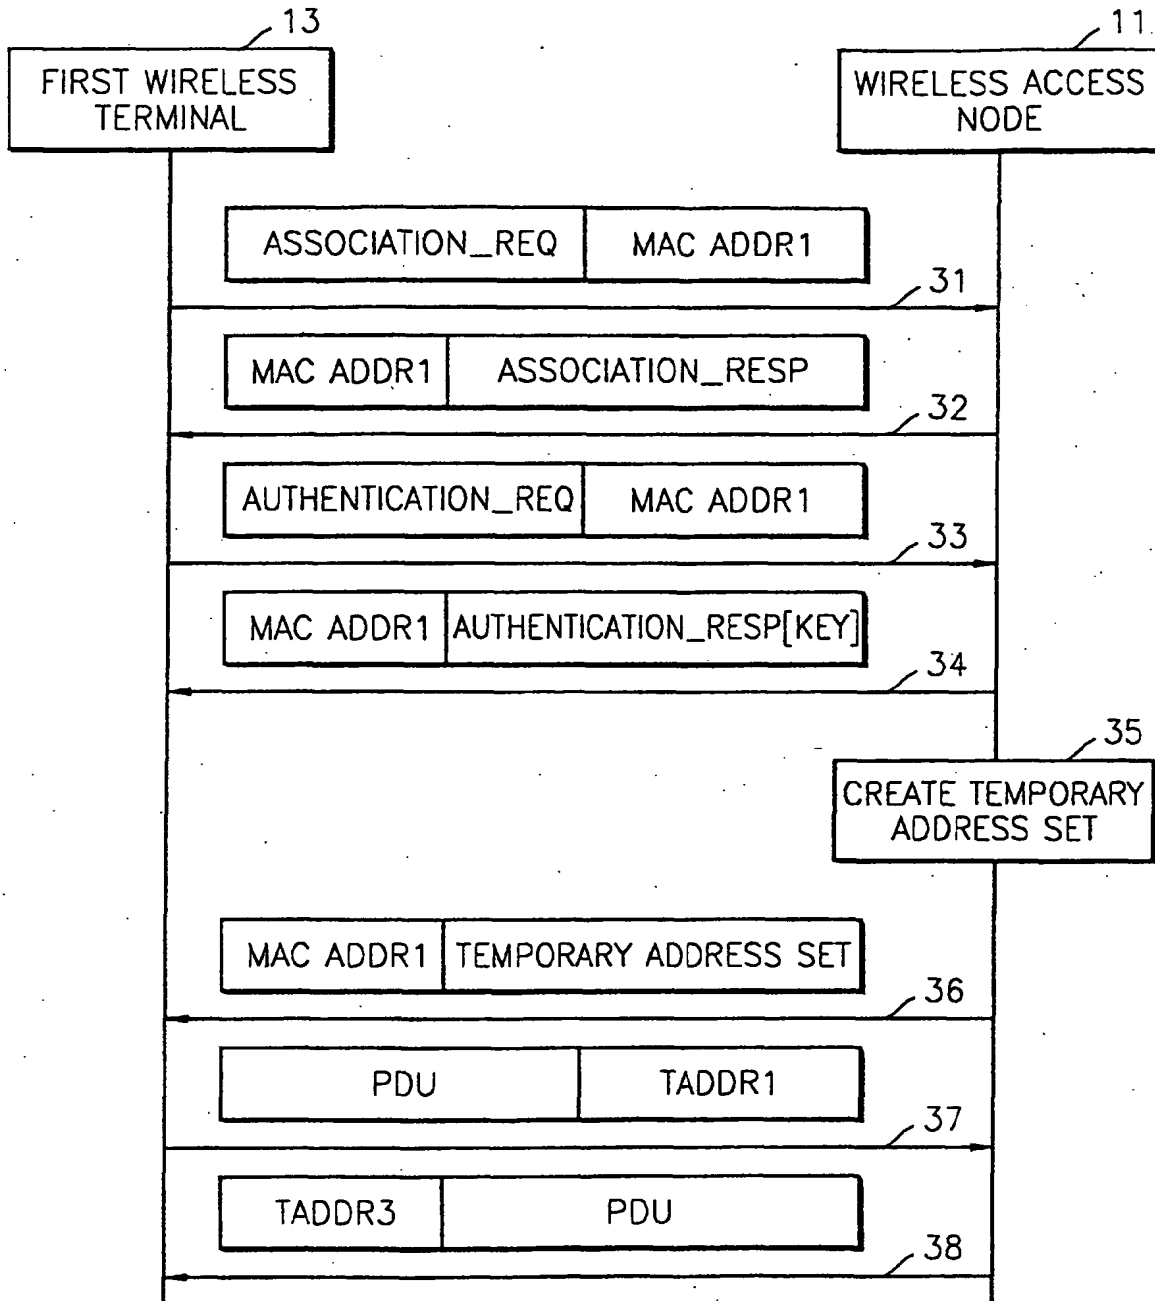 13
11
FIRST WIRELESS
TERMINAL
WIRELESS ACCESS
NODE
ASSOCIATION_REQ MAC ADDR1
31
MAC ADDR1 ASSOCIATION_RESP
32
AUTHENTICATION_REQ MAC ADDR1
33
MAC ADDR1 AUTHENTICATION_RESP[KEY]
34
35
CREATE TEMPORARY
ADDRESS SET
MAC ADDR1 TEMPORARY ADDRESS SET
36
PDU TADDR1
37
TADDR3 PDU
38